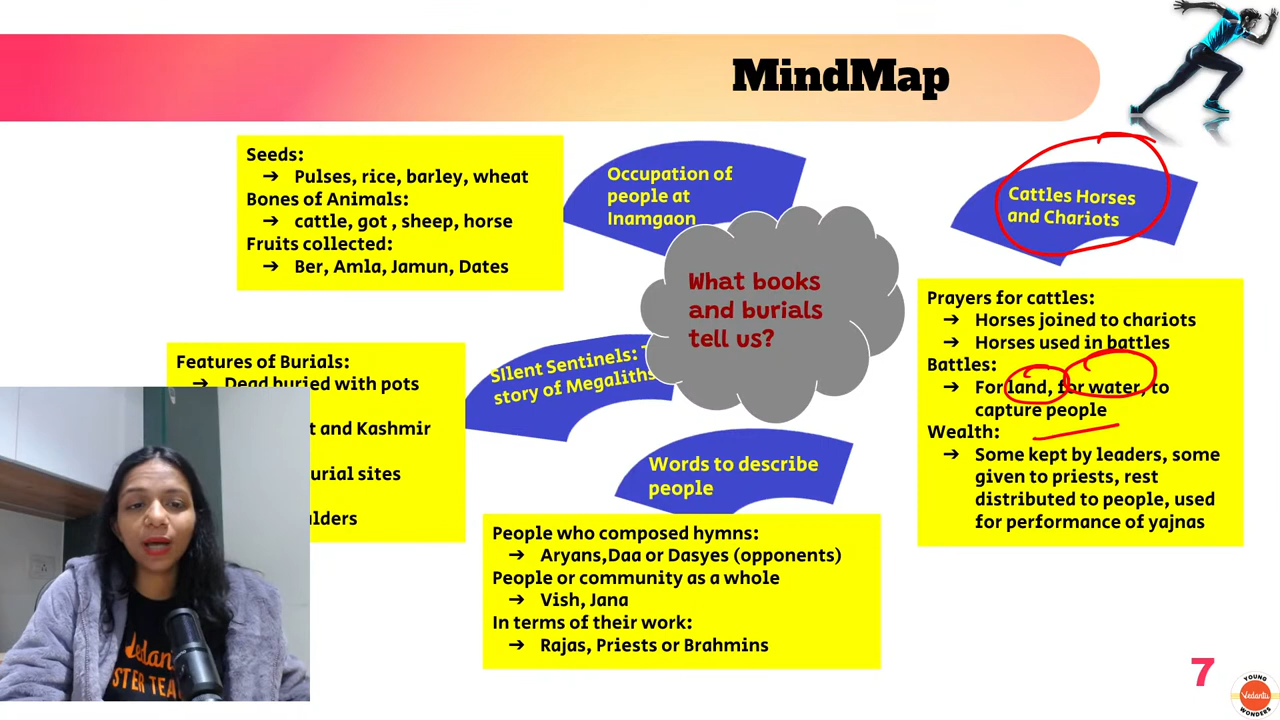 MindMap
Seeds:
➔ Pulses, rice, barley, wheat
Bones of Animals:
➔ cattle, got , sheep, horse
Fruits collected:
➔ Ber, Amla, Jamun, Dates
Occupation of
people at
Inamgaon
Cattles Horses
and Chariots
What books
and burials
tell us?
Prayers for cattles:
➔ Horses joined to chariots
➔ Horses used in battles
Battles:
➔ For land, for water, to
capture people
Wealth:
➔ Some kept by leaders, some
given to priests, rest
distributed to people, used
for performance of yajnas
Features of Burials:
➔ Dead buried with pots
and Kashmir
sites
SIlent Sentinels:
story of Megaliths
Words to describe
people
People who composed hymns:
➔ Aryans,Daa or Dasyes (opponents)
People or community as a whole
➔ Vish, Jana
In terms of their work:
➔ Rajas, Priests or Brahmins
7
YOUNG
Vedantu
WONDERS